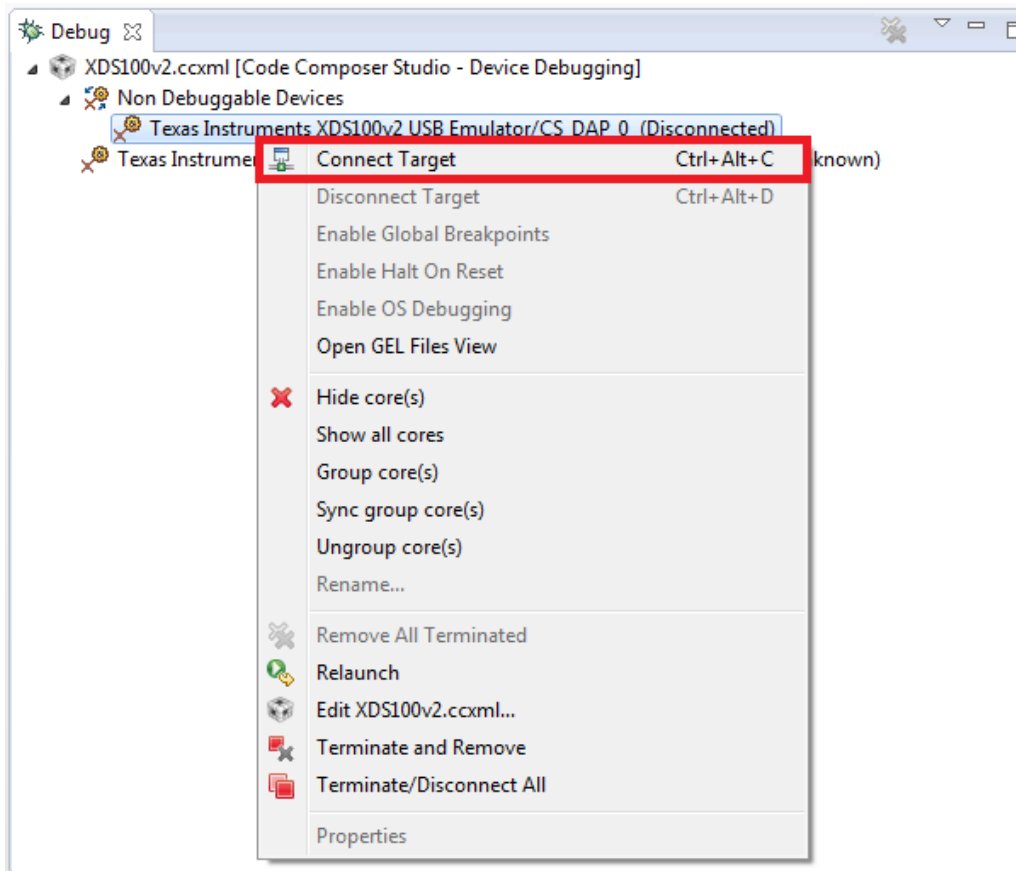 Debug
XDS100v2.ccxml [Code Composer Studio - Device Debugging]
Non Debuggable Devices
Texas Instruments XDS100v2 USB Emulator/CS_DAP_0 (Disconnected)
Texas known)
Connect Target Ctrl+Alt+C
Disconnect Target Ctrl+Alt+D
Enable Global Breakpoints
Enable Halt On Reset
Enable OS Debugging
Open GEL Files View
Hide core(s)
Show all cores
Group core(s)
Sync group core(s)
Ungroup core(s)
Rename...
Remove All Terminated
Relaunch
Edit XDS100v2.ccxml...
Terminate and Remove
Terminate/Disconnect All
Properties